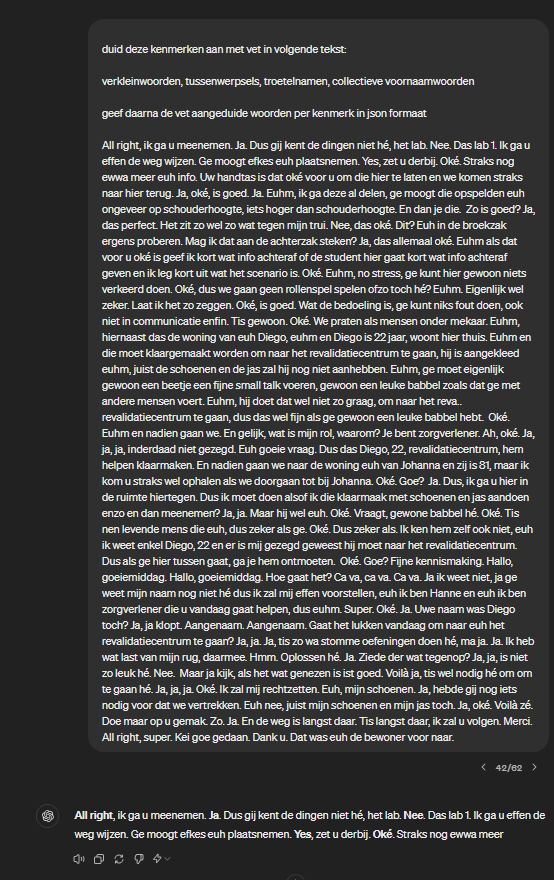 duid deze kenmerken aan met vet in volgende tekst:
verkleinwoorden, tussenwerpsels, troetelnamen, collectieve voornaamwoorden
geef daarna de vet aangeduide woorden per kenmerk in json formaat
All right, ik ga u meenemen. Ja. Dus gij kent de dingen niet hé, het lab. Nee. Das lab 1. Ik ga u
effen de weg wijzen. Ge moogt efkes euh plaatsnemen. Yes, zet u derbij. Oké. Straks nog
ewwa meer euh info. Uw handtas is dat oké voor u om die hier te laten en we komen straks
naar hier terug. Ja, oké, is goed. Ja. Euhm, ik ga deze al delen, ge moogt die opspelden euh
ongeveer op schouderhoogte, iets hoger dan schouderhoogte. En dan je die.  Zo is goed? Ja,
das perfect. Het zit zo wel zo wat tegen mijn trui. Nee, das oké. Dit? Euh in de broekzak
ergens proberen. Mag ik dat aan de achterzak steken? Ja, das allemaal oké. Euhm als dat
voor u oké is geef ik kort wat info achteraf of de student hier gaat kort wat info achteraf
geven en ik leg kort uit wat het scenario is. Oké. Euhm, no stress, ge kunt hier gewoon niets
verkeerd doen. Oké, dus we gaan geen rollenspel spelen ofzo toch hé? Euhm. Eigenlijk wel
zeker. Laat ik het zo zeggen. Oké, is goed. Wat de bedoeling is, ge kunt niks fout doen, ook
niet in communicatie enfin. Tis gewoon. Oké. We praten als mensen onder mekaar. Euhm,
hiernaast das de woning van euh Diego, euhm en Diego is 22 jaar, woont hier thuis. Euhm en
die moet klaargemaakt worden om naar het revalidatiecentrum te gaan, hij is aangekleed
euhm, juist de schoenen en de jas zal hij nog niet aanhebben. Euhm, ge moet eigenlijk
gewoon een beetje een fijne small talk voeren, gewoon een leuke babbel zoals dat ge met
andere mensen voert. Euhm, hij doet dat wel niet zo graag, om naar het reva..
revalidatiecentrum te gaan, dus das wel fijn als ge gewoon een leuke babbel hebt.  Oké.
Euhm en nadien gaan we. En gelijk, wat is mijn rol, waarom? Je bent zorgverlener. Ah, oké. Ja,
ja, ja, inderdaad niet gezegd. Euh goeie vraag. Dus das Diego, 22, revalidatiecentrum, hem
helpen klaarmaken. En nadien gaan we naar de woning euh van Johanna en zij is 81, maar ik
kom u straks wel ophalen als we doorgaan tot bij Johanna. Oké. Goe?  Ja. Dus, ik ga u hier in
de ruimte hiertegen. Dus ik moet doen alsof ik die klaarmaak met schoenen en jas aandoen
enzo en dan meenemen? Ja, ja. Maar hij wel euh. Oké. Vraagt, gewone babbel hé. Oké. Tis
nen levende mens die euh, dus zeker als ge. Oké. Dus zeker als. Ik ken hem zelf ook niet, euh
ik weet enkel Diego, 22 en er is mij gezegd geweest hij moet naar het revalidatiecentrum.
Dus als ge hier tussen gaat, ga je hem ontmoeten.  Oké. Goe? Fijne kennismaking. Hallo,
goeiemiddag. Hallo, goeiemiddag. Hoe gaat het? Ca va, ca va. Ca va. Ja ik weet niet, ja ge
weet mijn naam nog niet hé dus ik zal mij effen voorstellen, euh ik ben Hanne en euh ik ben
zorgverlener die u vandaag gaat helpen, dus euhm. Super. Oké. Ja. Uwe naam was Diego
toch? Ja, ja klopt. Aangenaam. Aangenaam. Gaat het lukken vandaag om naar euh het
revalidatiecentrum te gaan? Ja, ja. Ja, tis zo wa stomme oefeningen doen hé, ma ja. Ja. Ik heb
wat last van mijn rug, daarmee. Hmm. Oplossen hé. Ja. Ziede der wat tegenop? Ja, ja, is niet
zo leuk hé. Nee.  Maar ja kijk, als het wat genezen is ist goed. Voilà ja, tis wel nodig hé om om
te gaan hé. Ja, ja, ja. Oké. Ik zal mij rechtzetten. Euh, mijn schoenen. Ja, hebde gij nog iets
nodig voor dat we vertrekken. Euh nee, juist mijn schoenen en mijn jas toch. Ja, oké. Voilà zé.
Doe maar op u gemak. Zo. Ja. En de weg is langst daar. Tis langst daar, ik zal u volgen. Merci.
All right, super. Kei goe gedaan. Dank u. Dat was euh de bewoner voor naar.
42/62
All right, ik ga u meenemen. Ja. Dus gij kent de dingen niet hé, het lab. Nee. Das lab 1. Ik ga u effen de
weg wijzen. Ge moogt efkes euh plaatsnemen. Yes, zet u derbij. Oké. Straks nog ewwa meer